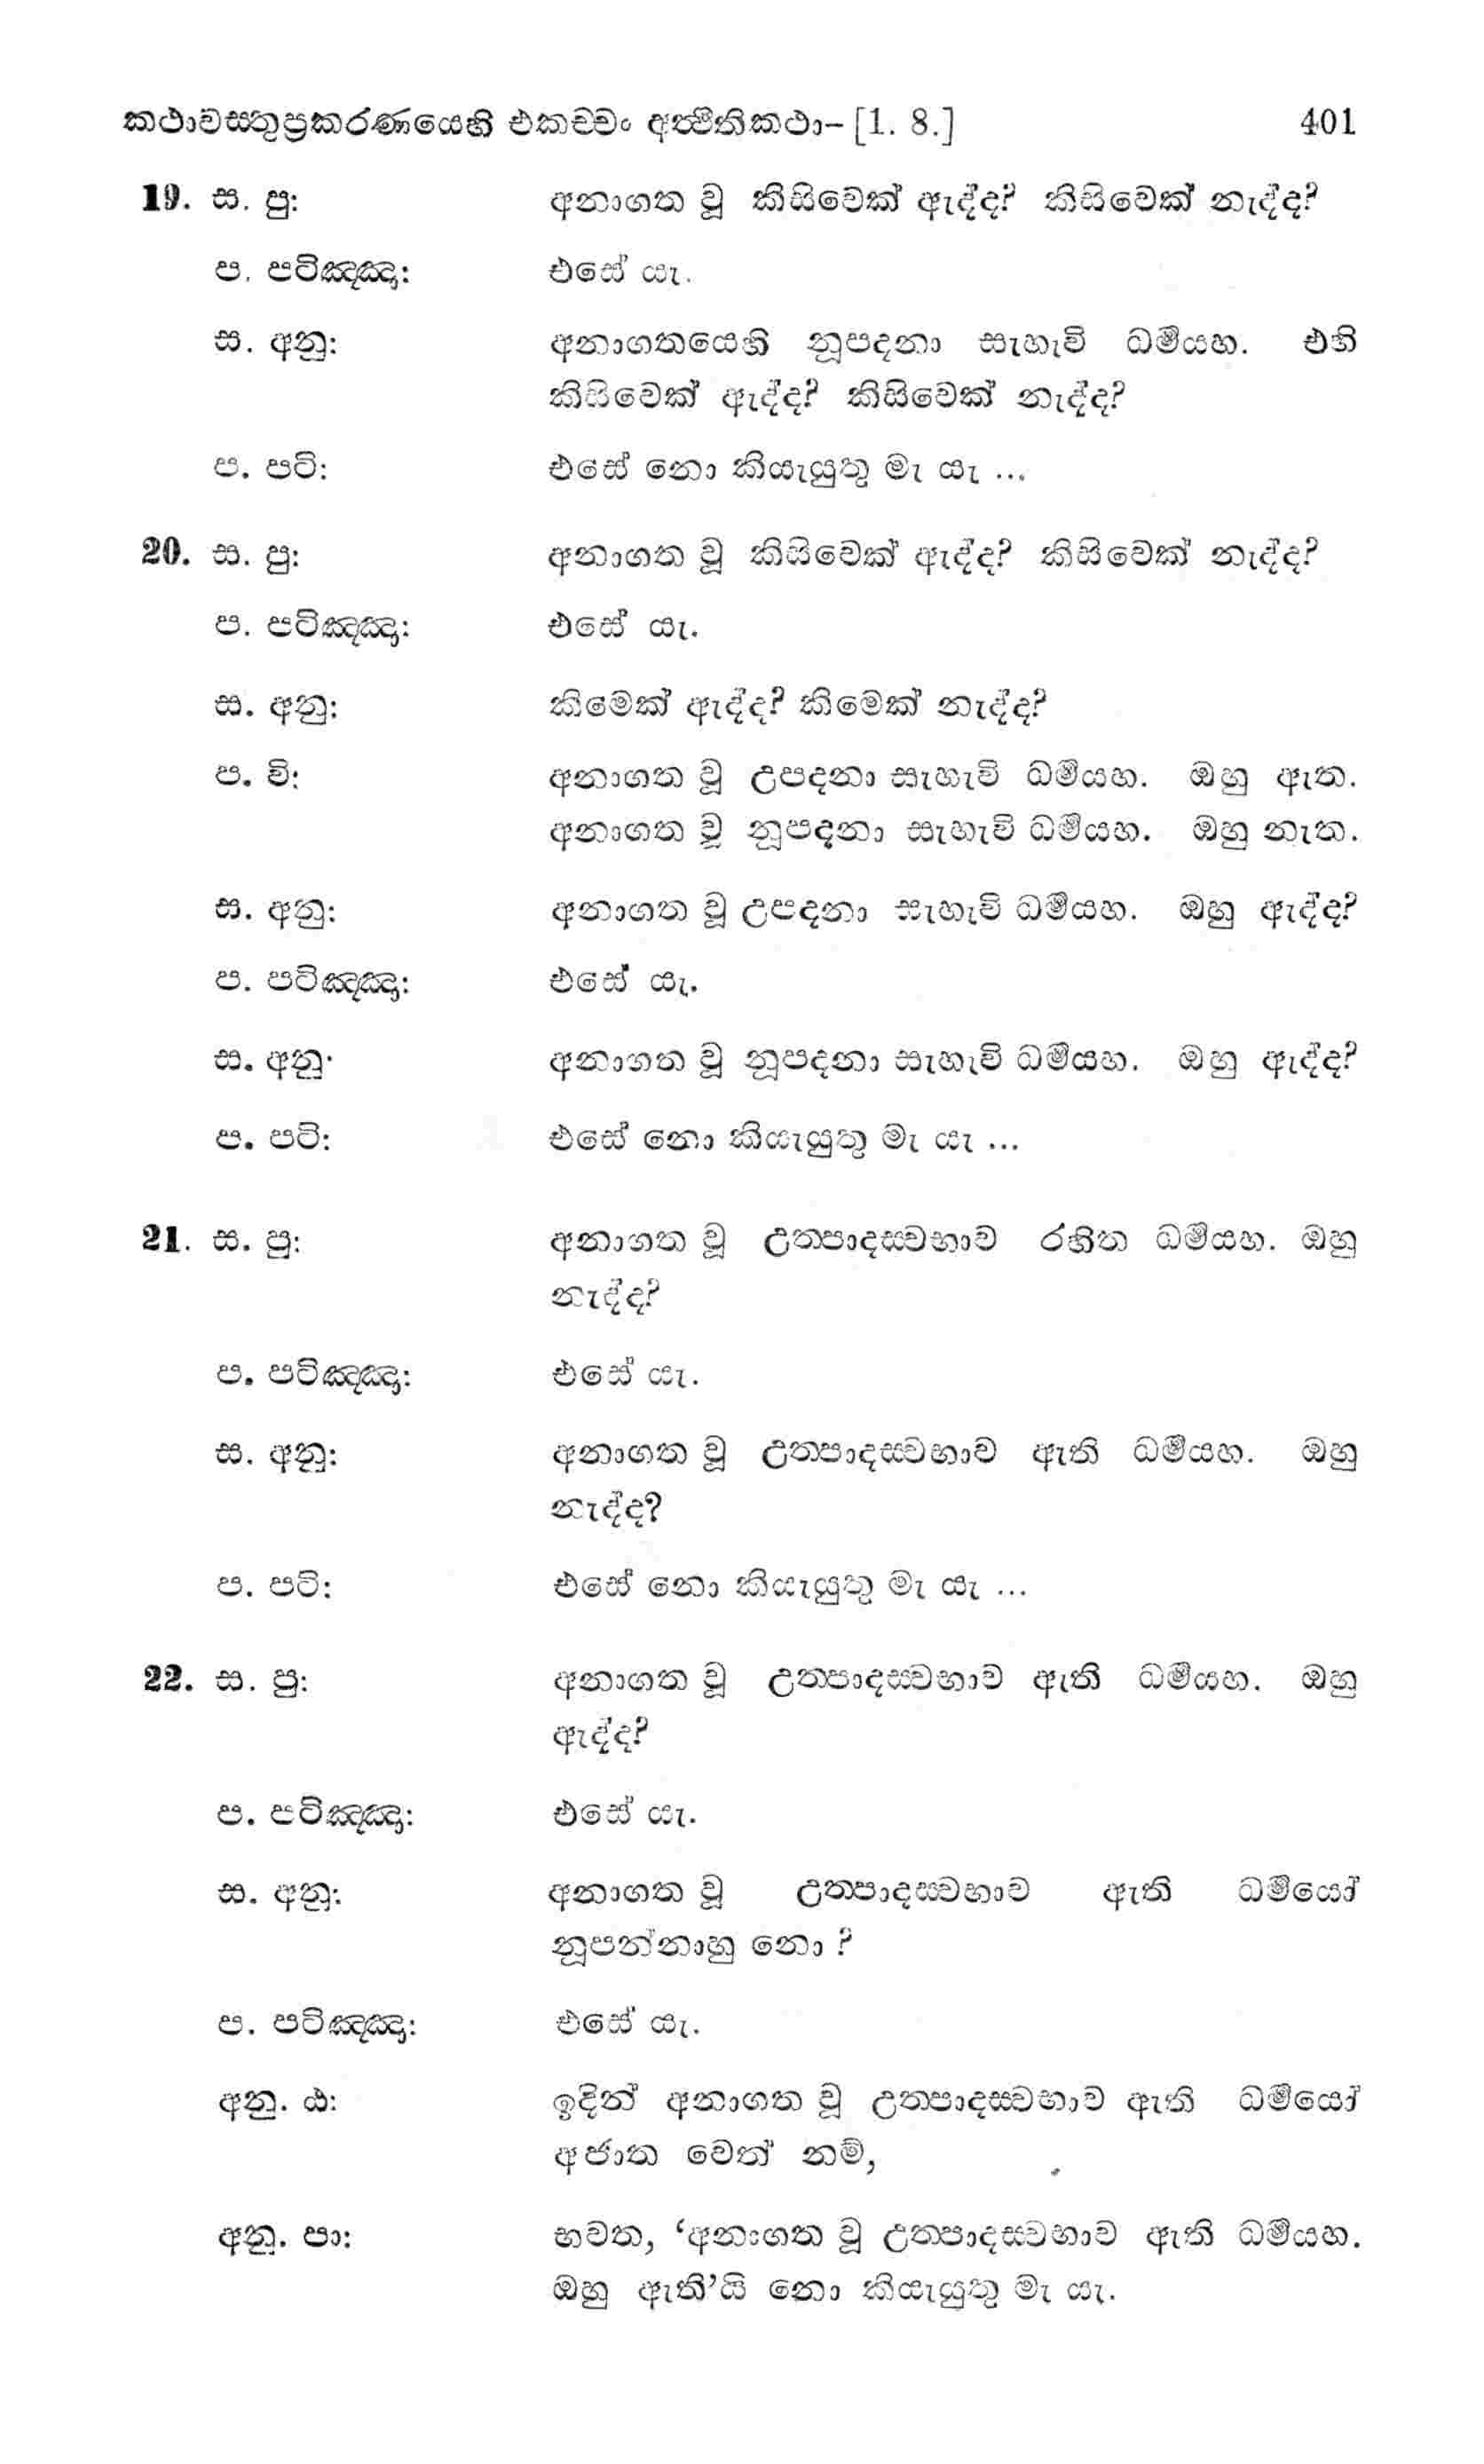 කථාවස්තුප්‍රකරණයෙහි එකච්චං අත්‍ථීතිකථා– [1. 8.] 401
19. ස. පු: අනාගත වූ කිසිවෙක් ඇද්ද? කිසිවෙක් නැද්ද?
ප. පටිඤ්ඤා: එසේ යැ.
ස. අනු: අනාගතයෙහි නූපදනා සැහැවි ධර්‍මයහ. එහි
කිසිවෙක් ඇද්ද? කිසිවෙක් නැද්ද?
ප. පටි: එසේ නො කියැයුතු මැ යැ ...
20. ස. පු: අනාගත වූ කිසිවෙක් ඇද්ද? කිසිවෙක් නැද්ද?
ප. පටිඤ්ඤා: එසේ යැ.
ස. අනු: කිමෙක් ඇද්ද? කිමෙක් නැද්ද?
ප. වි: අනාගත වූ උපදනා සැහැවි ධර්‍මයහ. ඔහු ඇත.
අනාගත වූ නූපදනා සැහැවි ධර්‍මයහ. ඔහු නැත.
ස. අනු: අනාගත වූ උපදනා සැහැවි ධර්‍මයහ. ඔහු ඇද්ද?
ප. පටිඤ්ඤා: එසේ යැ.
ස. අනු· අනාගත වූ නූපදනා සැහැවි ධර්‍මයහ. ඔහු ඇද්ද?
ප. පටි: එසේ නො කියැයුතු මැ යැ ...
21. ස. පු: අනාගත වූ උත්පාදස්වභාව රහිත ධර්‍මයහ. ඔහු
නැද්ද?
ප. පටිඤ්ඤා: එසේ යැ.
ස. අනු: අනාගත වූ උත්පාදස්වභාව ඇති ධර්‍මයහ. ඔහු
නැද්ද?
ප. පටි: එසේ නො කියැයුතු මැ යැ ...
22. ස. පු: අනාගත වූ උත්පාදස්වභාව ඇති ධර්‍මයහ. ඔහු
ඇද්ද?
ප. පටිඤ්ඤා: එසේ යැ.
ස. අනු: අනාගත වූ උත්පාදස්වභාව ඇති ධර්‍මයෝ
නූපන්නාහු නො ?
ප. පටිඤ්ඤා: එසේ යැ.
අනු. ඨ: ඉදින් අනාගත වූ උත්පාදස්වභාව ඇති ධර්‍මයෝ
අජාත වෙත් නම්,
අනු. පා: භවත, ‘අනාගත වූ උත්පාදස්වභාව ඇති ධර්‍මයහ.
ඔහු ඇති’යි නො කියැයුතු මැ යැ.